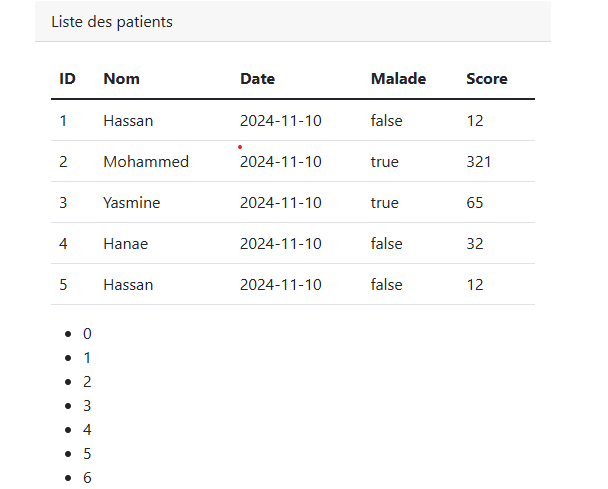 Liste des patients
ID Nom Date Malade Score
1 Hassan 2024-11-10 false 12
2 Mohammed 2024-11-10 true 321
3 Yasmine 2024-11-10 true 65
4 Hanae 2024-11-10 false 32
5 Hassan 2024-11-10 false 12
• 0
• 1
• 2
• 3
• 4
• 5
• 6